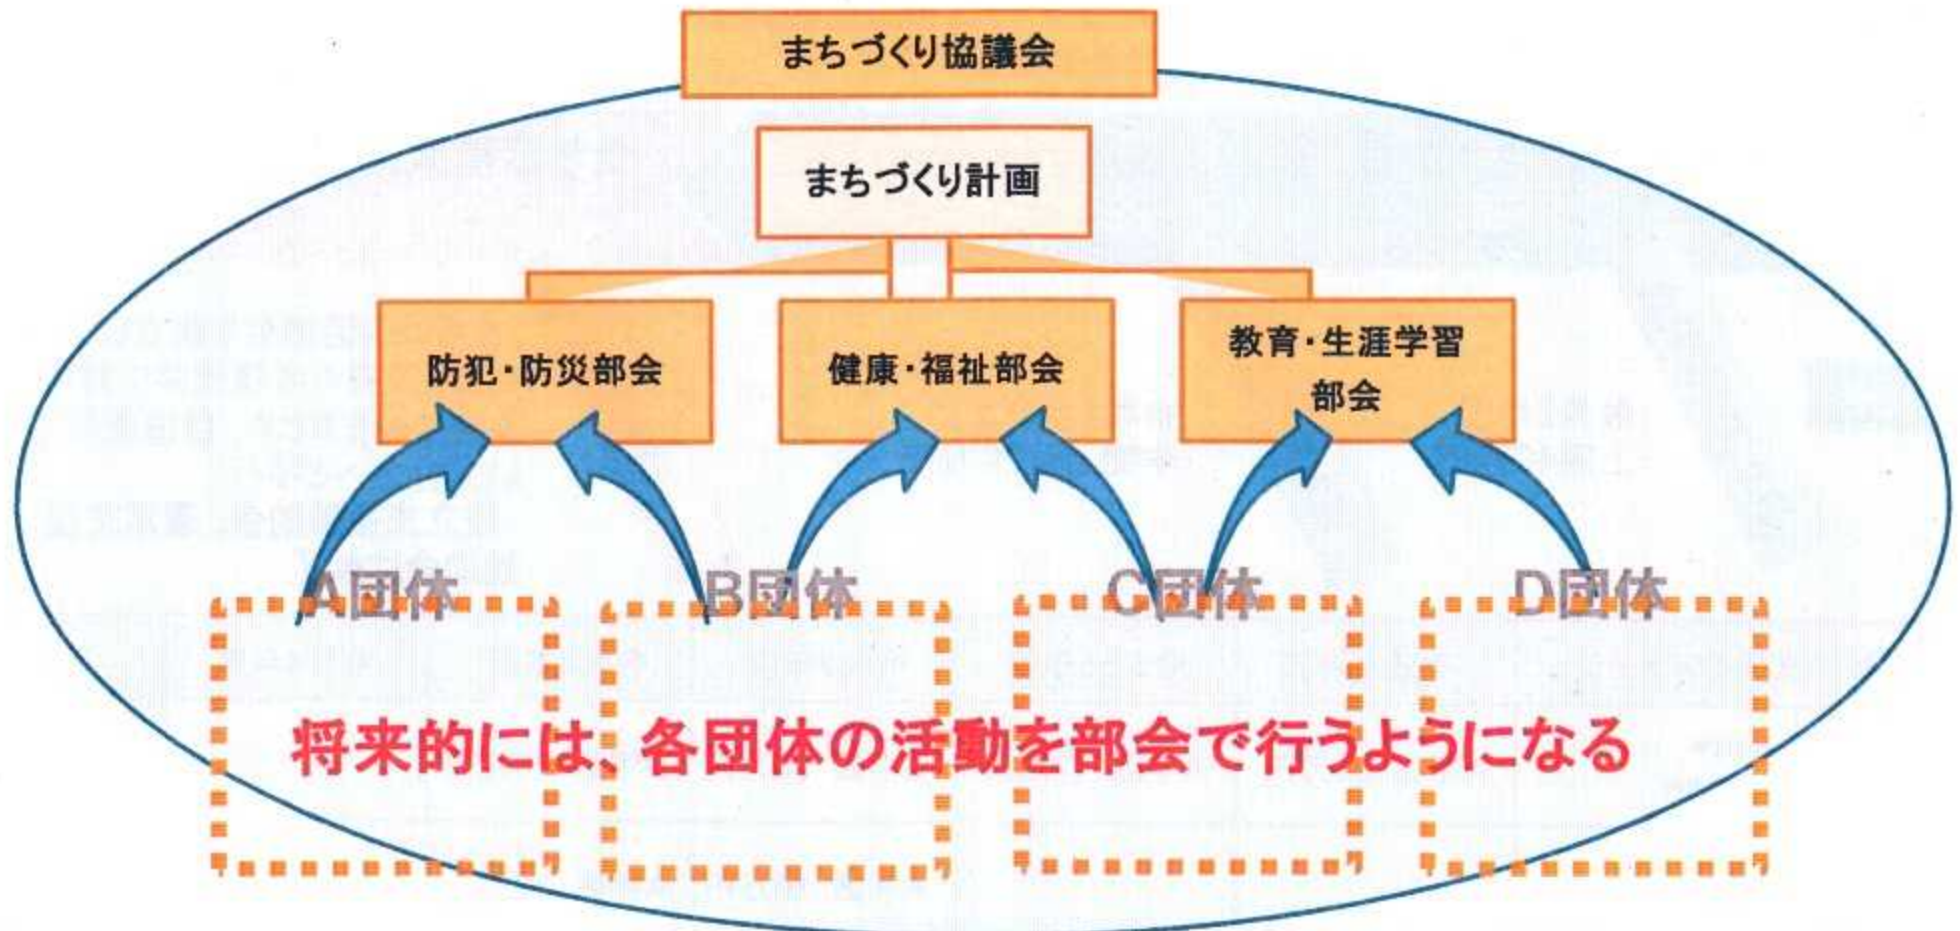 まちづくり協議会
まちづくり計画
防犯・防災部会
健康・福祉部会
教育・生涯学習
部会
A団体
B団体
C団体
D団体
将来的には、各団体の活動を部会で行うようになる